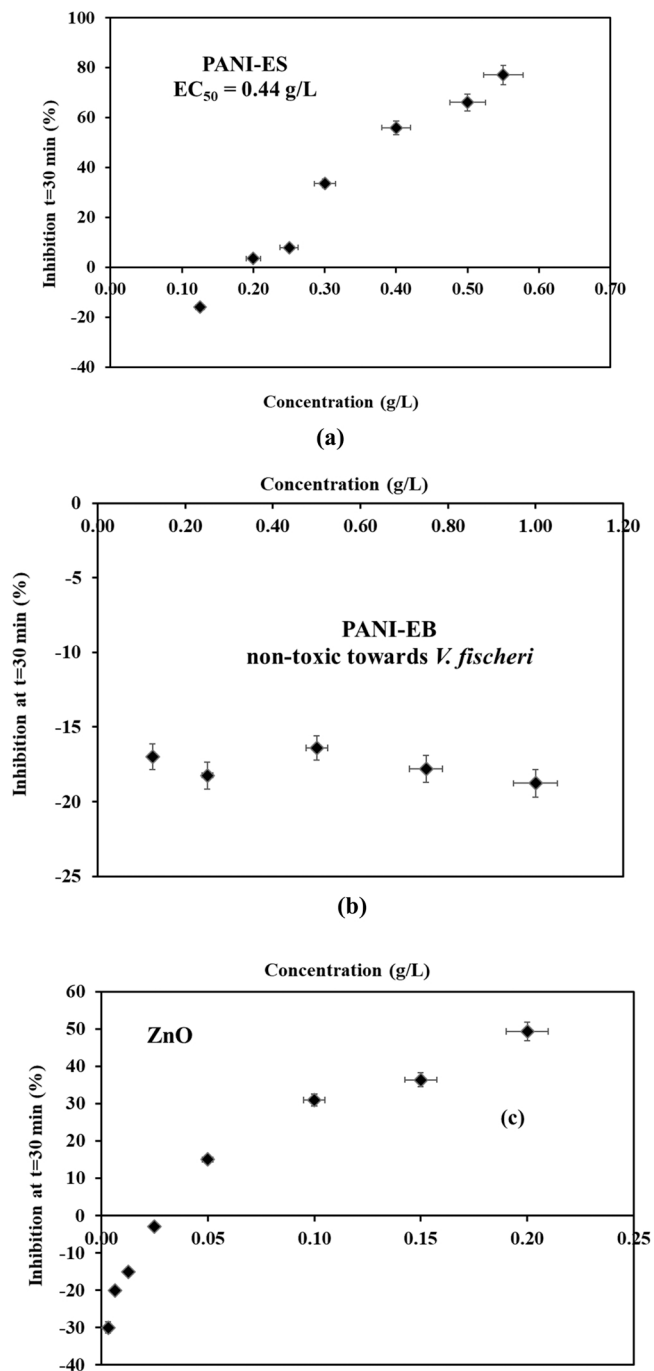 100
80
60
40
20
0
-20
-40
Inhibition t=30 min (%)
PANI-ES
EC50 = 0.44 g/L
0.00 0.10 0.20 0.30 0.40 0.50 0.60 0.70
Concentration (g/L)
(a)
Concentration (g/L)
0.00 0.20 0.40 0.60 0.80 1.00 1.20
0
-5
-10
-15
-20
-25
Inhibition at t=30 min (%)
PANI-EB
non-toxic towards V. fischeri
(b)
Concentration (g/L)
60
50
40
30
20
10
0
-10
-20
-30
-40
Inhibition at t=30 min (%)
ZnO
(c)
0.00 0.05 0.10 0.15 0.20 0.25